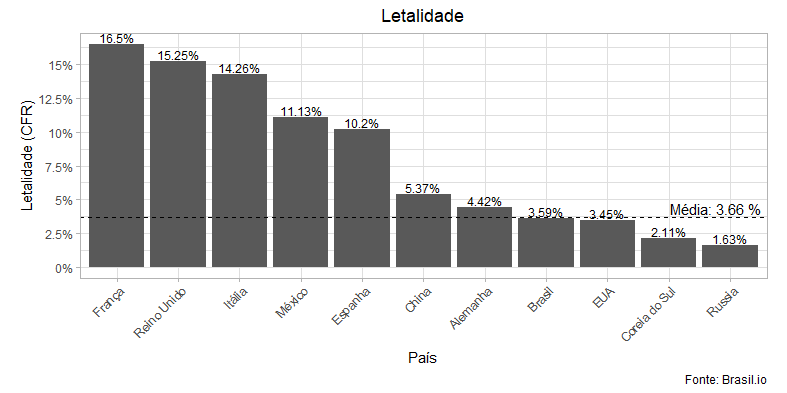 Letalidade
Letalidade (CFR)
15%
12.5%
10%
7.5%
5%
2.5%
0%
16.5%
15.25%
14.26%
11.13%
10.2%
5.37%
4.42%
3.59%
3.45%
2.11%
1.63%
Média: 3.66 %
França
Reino Unido
Itália
México
Espanha
China
Alemanha
Brasil
EUA
Coreia do Sul
Russia
País
Fonte: Brasil.io